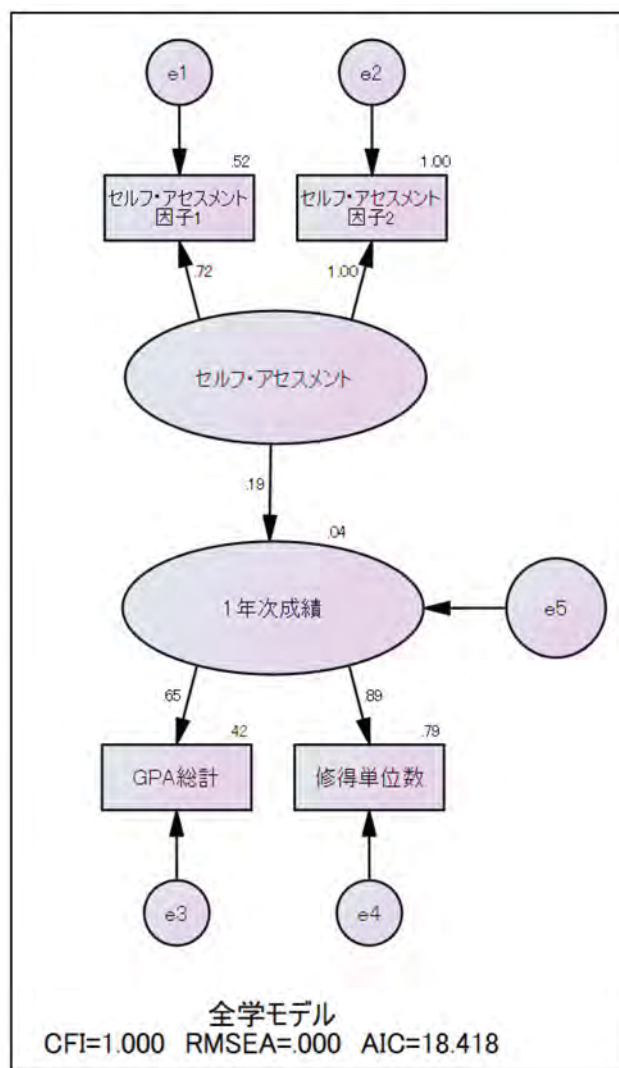 e1
e2
.52
1.00
セルフ・アセスメント
因子1
セルフ・アセスメント
因子2
.72
1.00
セルフ・アセスメント
.19
.04
1年次成績
e5
.65
.89
.42
.79
GPA総計
修得単位数
e3
e4
全学モデル
CFI=1.000 RMSEA=.000 AIC=18.418